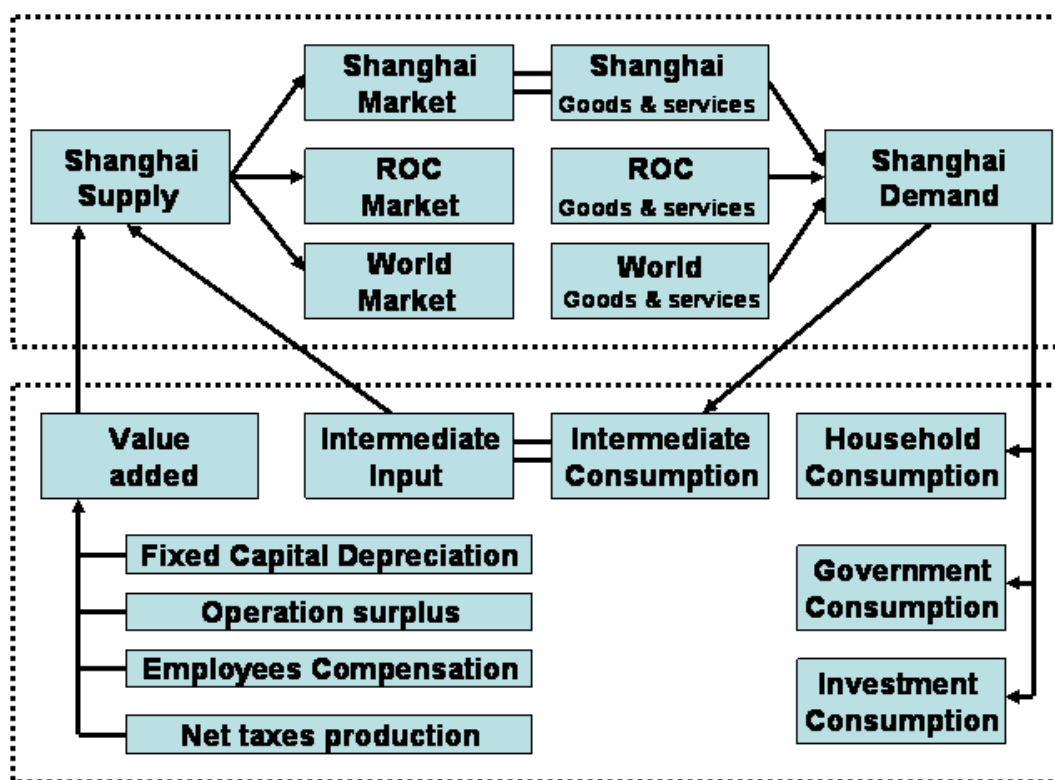 Shanghai
Market
Shanghai
Goods & services
Shanghai
Supply
ROC
Market
ROC
Goods & services
Shanghai
Demand
World
Market
World
Goods & services
Value
added
Intermediate
Input
Intermediate
Consumption
Household
Consumption
Fixed Capital Depreciation
Operation surplus
Employees Compensation
Net taxes production
Government
Consumption
Investment
Consumption